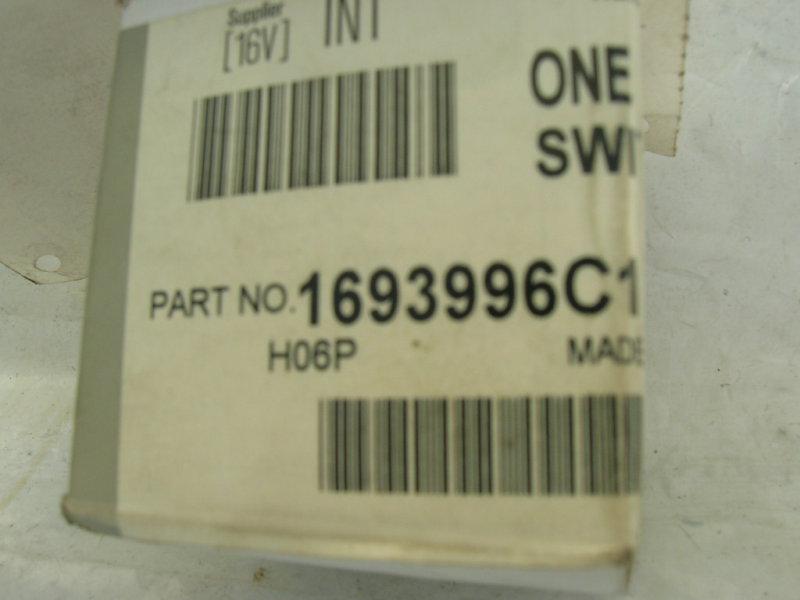 Supplier
[16V] INT
ONE
SWI
PART NO. 1693996C1
H06P MADE